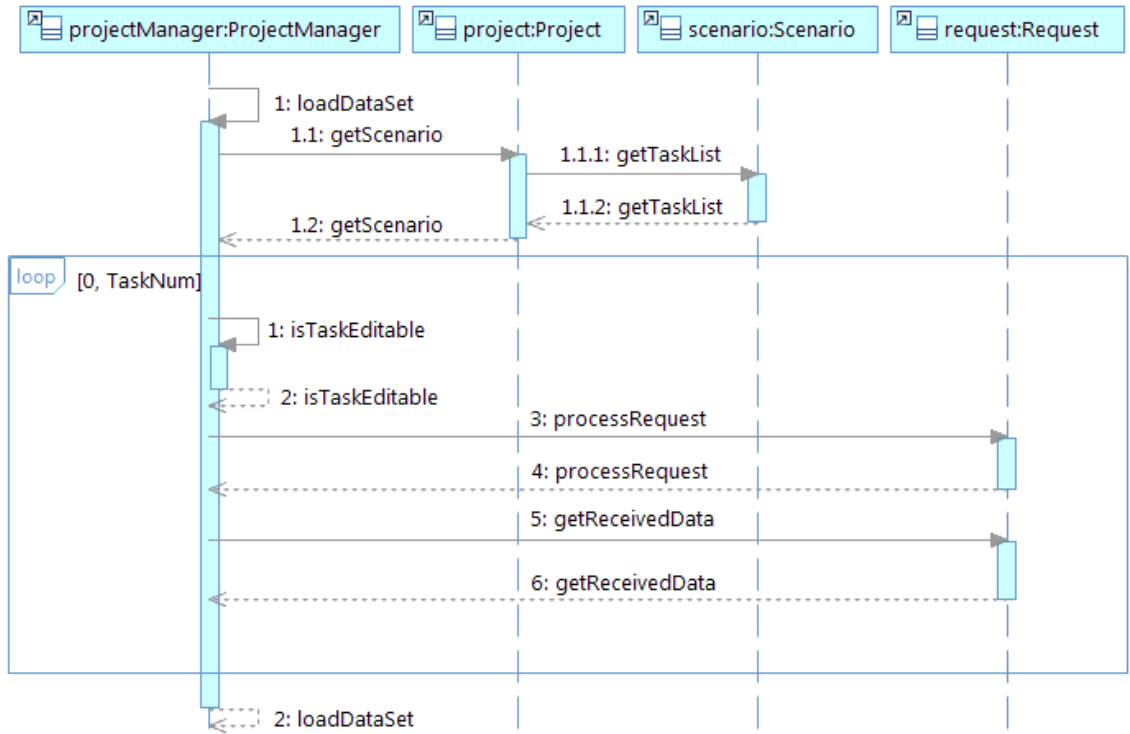 projectManager:ProjectManager
project:Project
scenario:Scenario
request:Request
1: loadDataSet
1.1: getScenario
1.1.1: getTaskList
1.1.2: getTaskList
1.2: getScenario
loop
[0, TaskNum]
1: isTaskEditable
2: isTaskEditable
3: processRequest
4: processRequest
5: getReceivedData
6: getReceivedData
2: loadDataSet